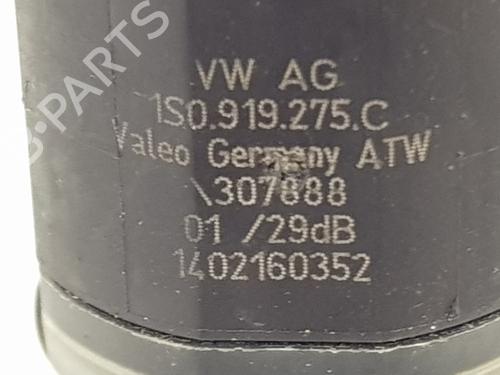 VW AG
1S0.919.275.C
Valeo Germany ATW
\307888
01 /29dB
1402160352
B-PARTS